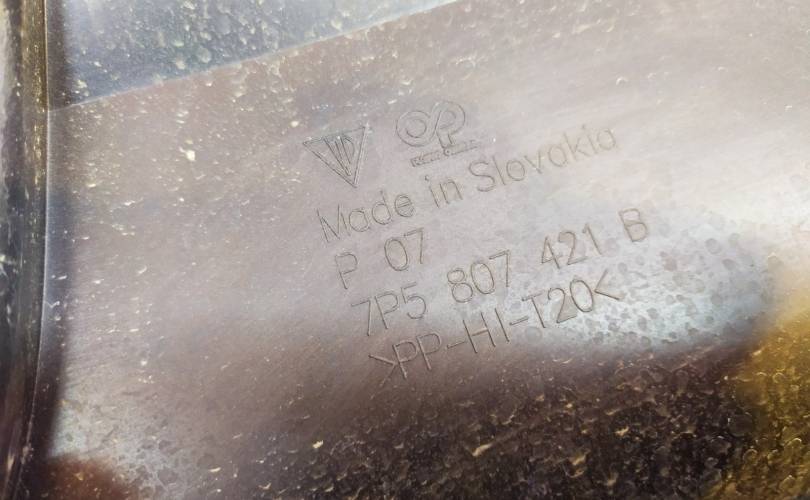 Made in Slovakia
P 07
7P5 807 421 B
>PP-HI-T20<